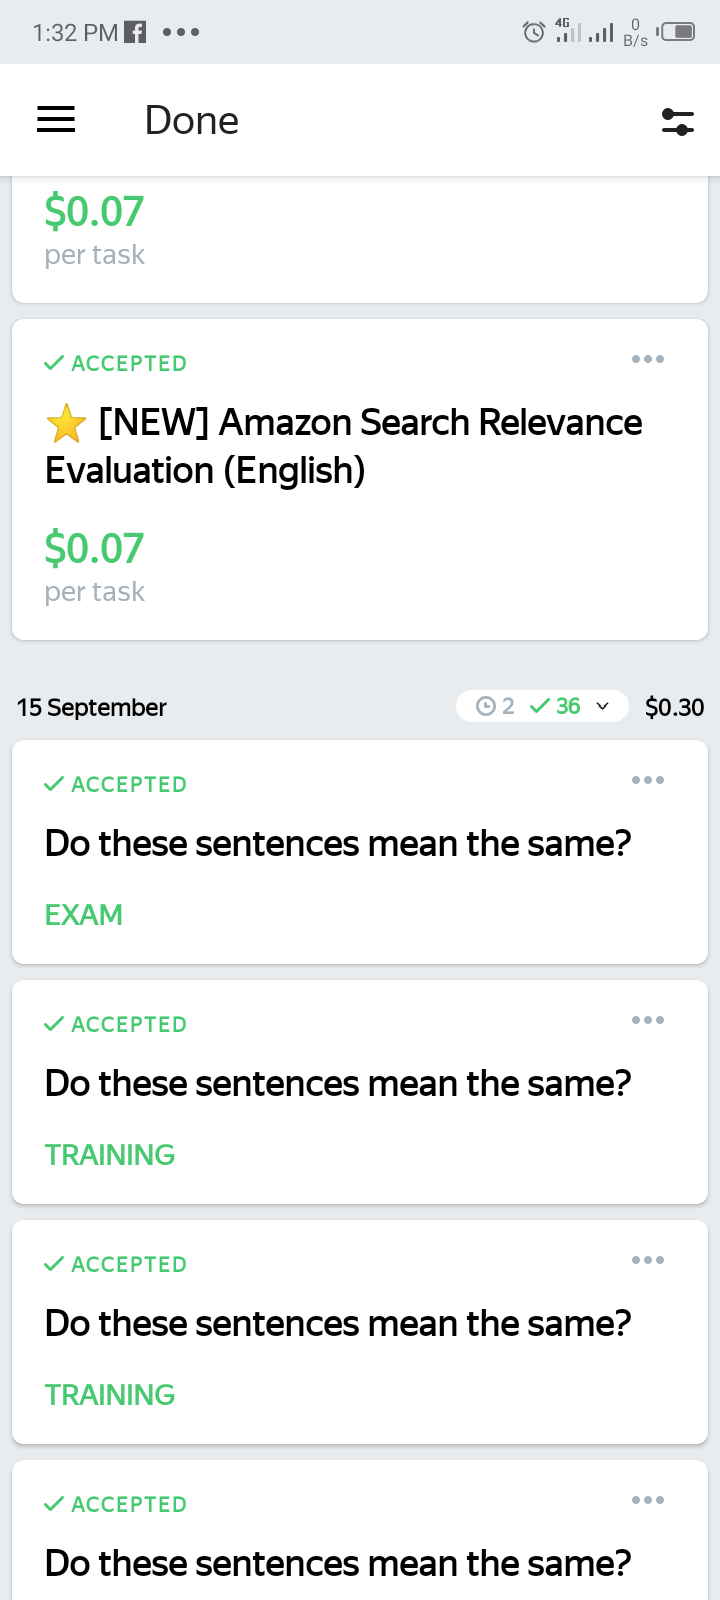 1:32 PM
4G
0
B/s
Done
$0.07
per task
ACCEPTED
[NEW] Amazon Search Relevance
Evaluation (English)
$0.07
per task
15 September 2 36 $0.30
ACCEPTED
Do these sentences mean the same?
EXAM
ACCEPTED
Do these sentences mean the same?
TRAINING
ACCEPTED
Do these sentences mean the same?
TRAINING
ACCEPTED
Do these sentences mean the same?